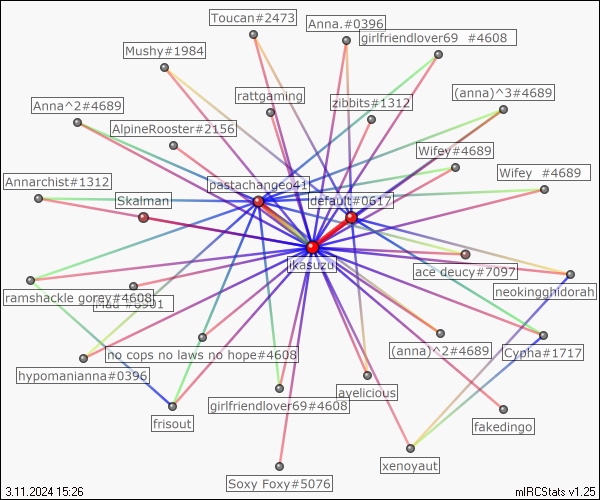 Toucan#2473
Anna.#0396
girlfriendlover69 #4608
Mushy#1984
rattgaming
zibbits#1312
(anna)^3#4689
Anna^2#4689
AlpineRooster#2156
Wifey#4689
Annarchist#1312
pastachangeo41
Wifey #4689
Skalman
default#0617
ikasuzu
ace deucy#7097
neokingghidorah
ramshackle gorey#4608
no cops no laws no hope#4608
(anna)^2#4689
Cypha#1717
hypomanianna#0396
ayelicious
girlfriendlover69#4608
fakedingo
frisout
xenoyaut
Soxy Foxy#5076
3.11.2024 15:26
mIRCStats v1.25